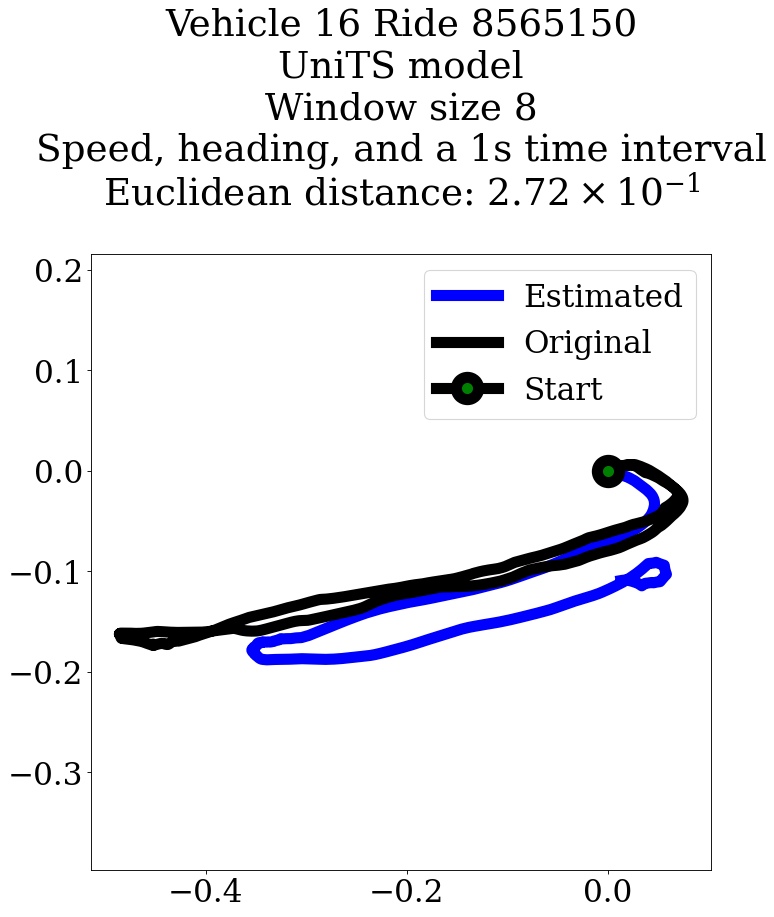 Vehicle 16 Ride 8565150
UniTS model
Window size 8
Speed, heading, and a 1s time interval
Euclidean distance: 2.72 × 10⁻¹
Estimated
Original
Start
0.2
0.1
0.0
−0.1
−0.2
−0.3
−0.4
−0.2
0.0